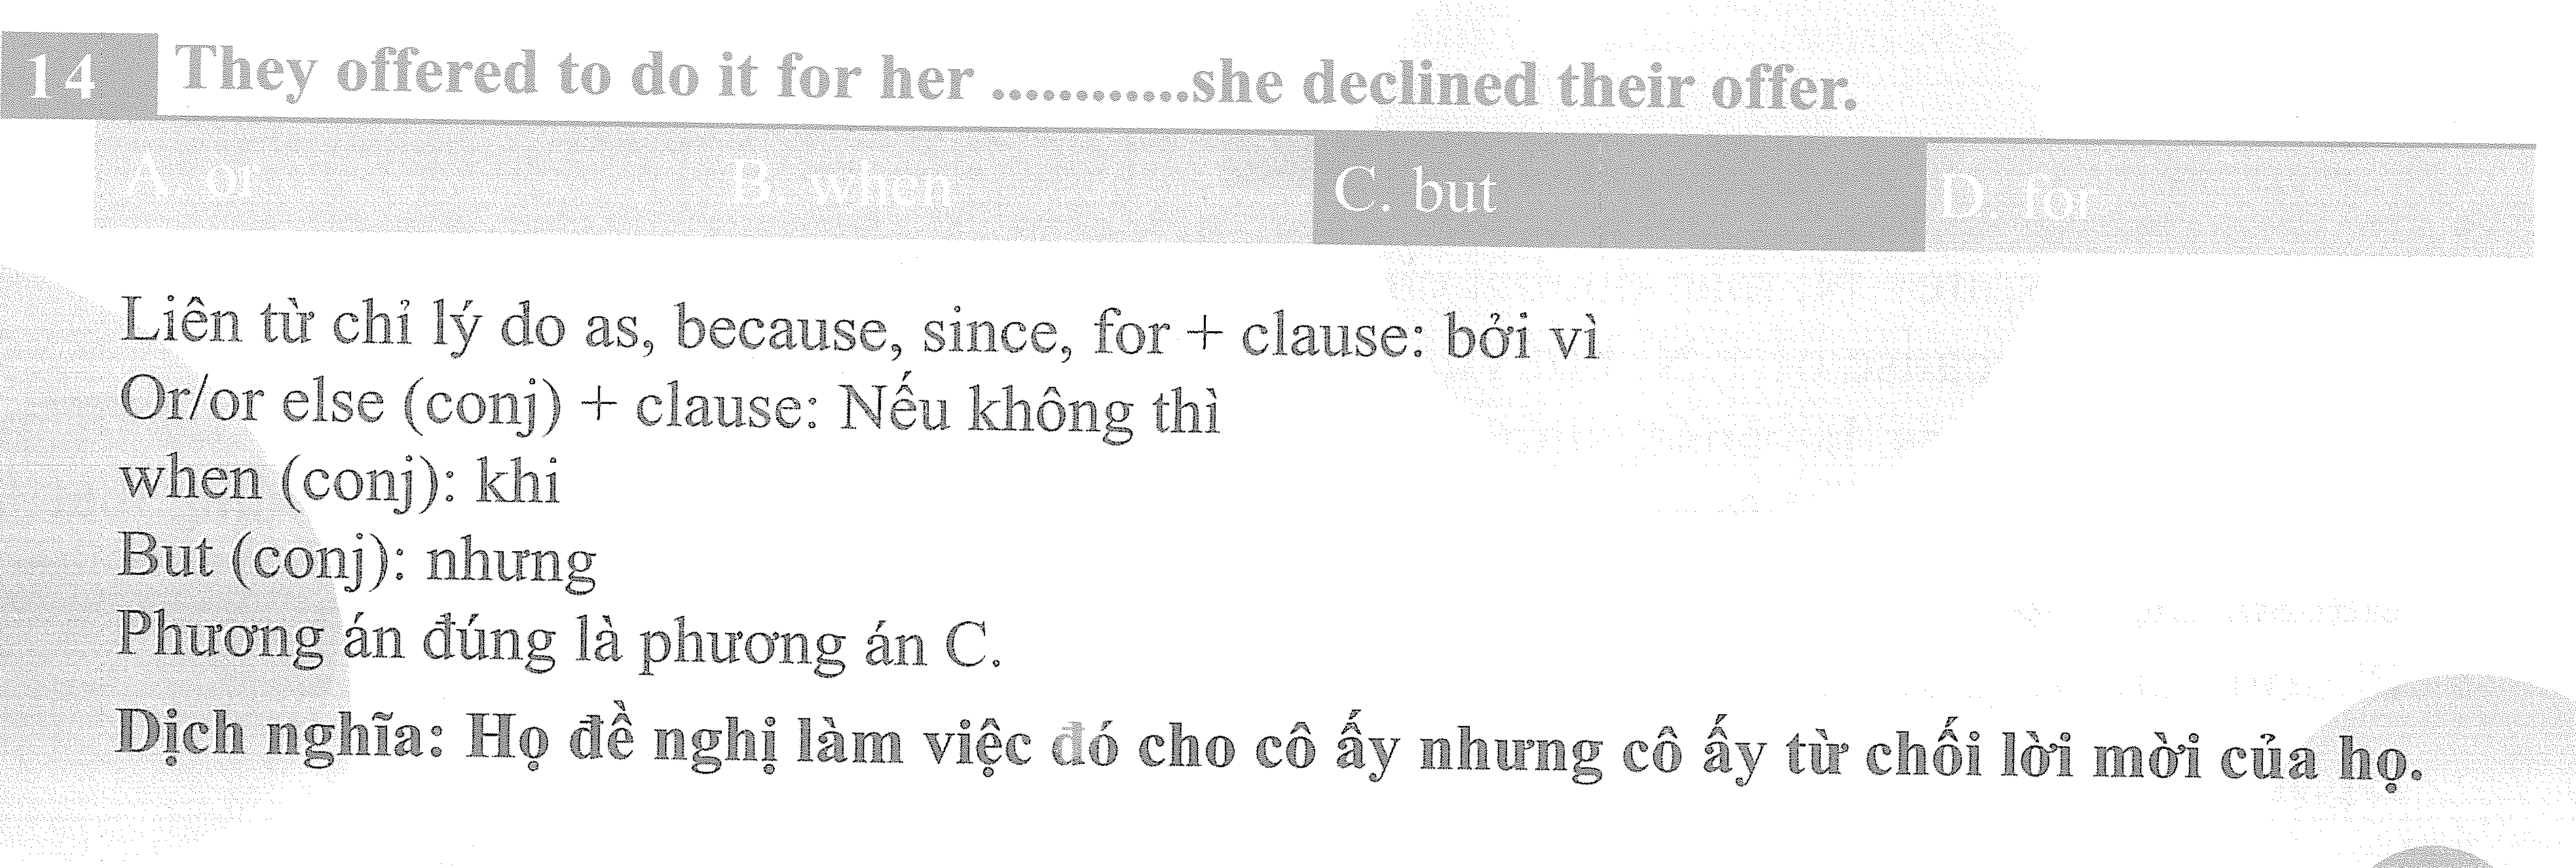 14 They offered to do it for her ............she declined their offer.
A. or B. when C. but D. for
Liên từ chỉ lý do as, because, since, for + clause: bởi vì
Or/or else (conj) + clause: Nếu không thì
when (conj): khi
But (conj): nhưng
Phương án đúng là phương án C.
Dịch nghĩa: Họ đề nghị làm việc đó cho cô ấy nhưng cô ấy từ chối lời mời của họ.